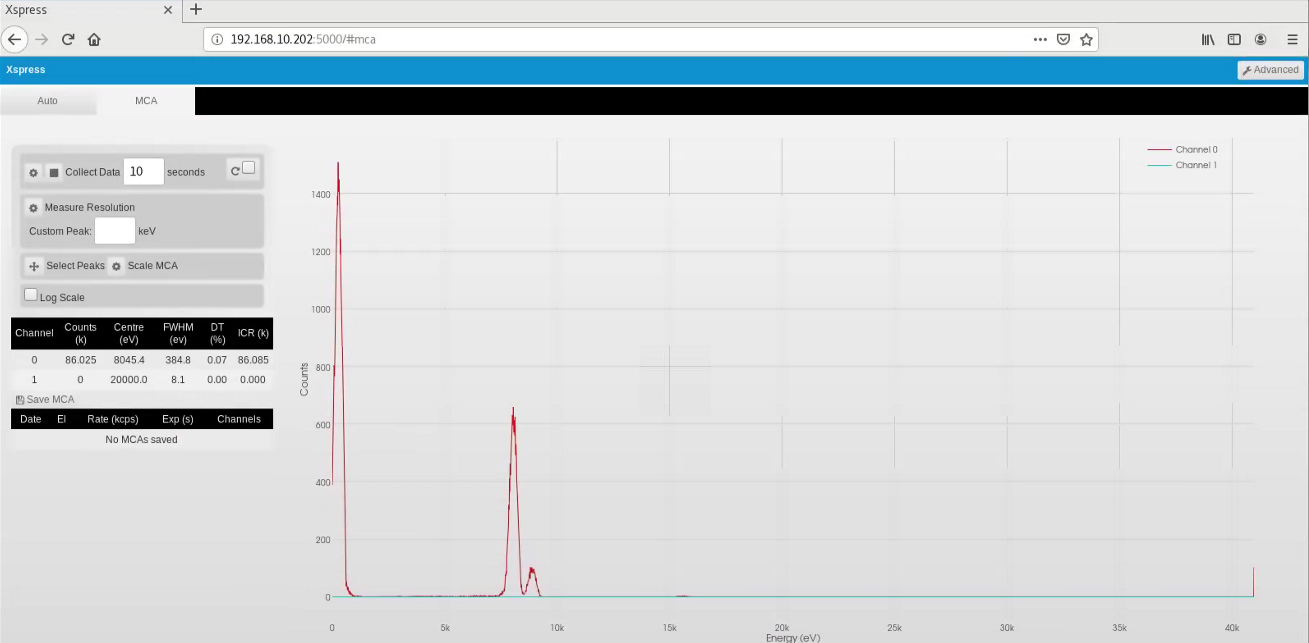 Xspress
192.168.10.202:5000/#mca
Xspress
Advanced
Auto MCA
Collect Data 10 seconds
Measure Resolution
Custom Peak: keV
Select Peaks Scale MCA
Log Scale
Channel Counts (k) Centre (eV) FWHM (ev) DT (%) ICR (k)
0 86.025 8045.4 384.8 0.07 86.085
1 0 20000.0 8.1 0.00 0.000
Save MCA
Date El Rate (kcps) Exp (s) Channels
No MCAs saved
Channel 0
Channel 1
1400
1200
1000
800
600
400
200
0
Counts
0 5k 10k 15k 20k 25k 30k 35k 40k
Energy (eV)